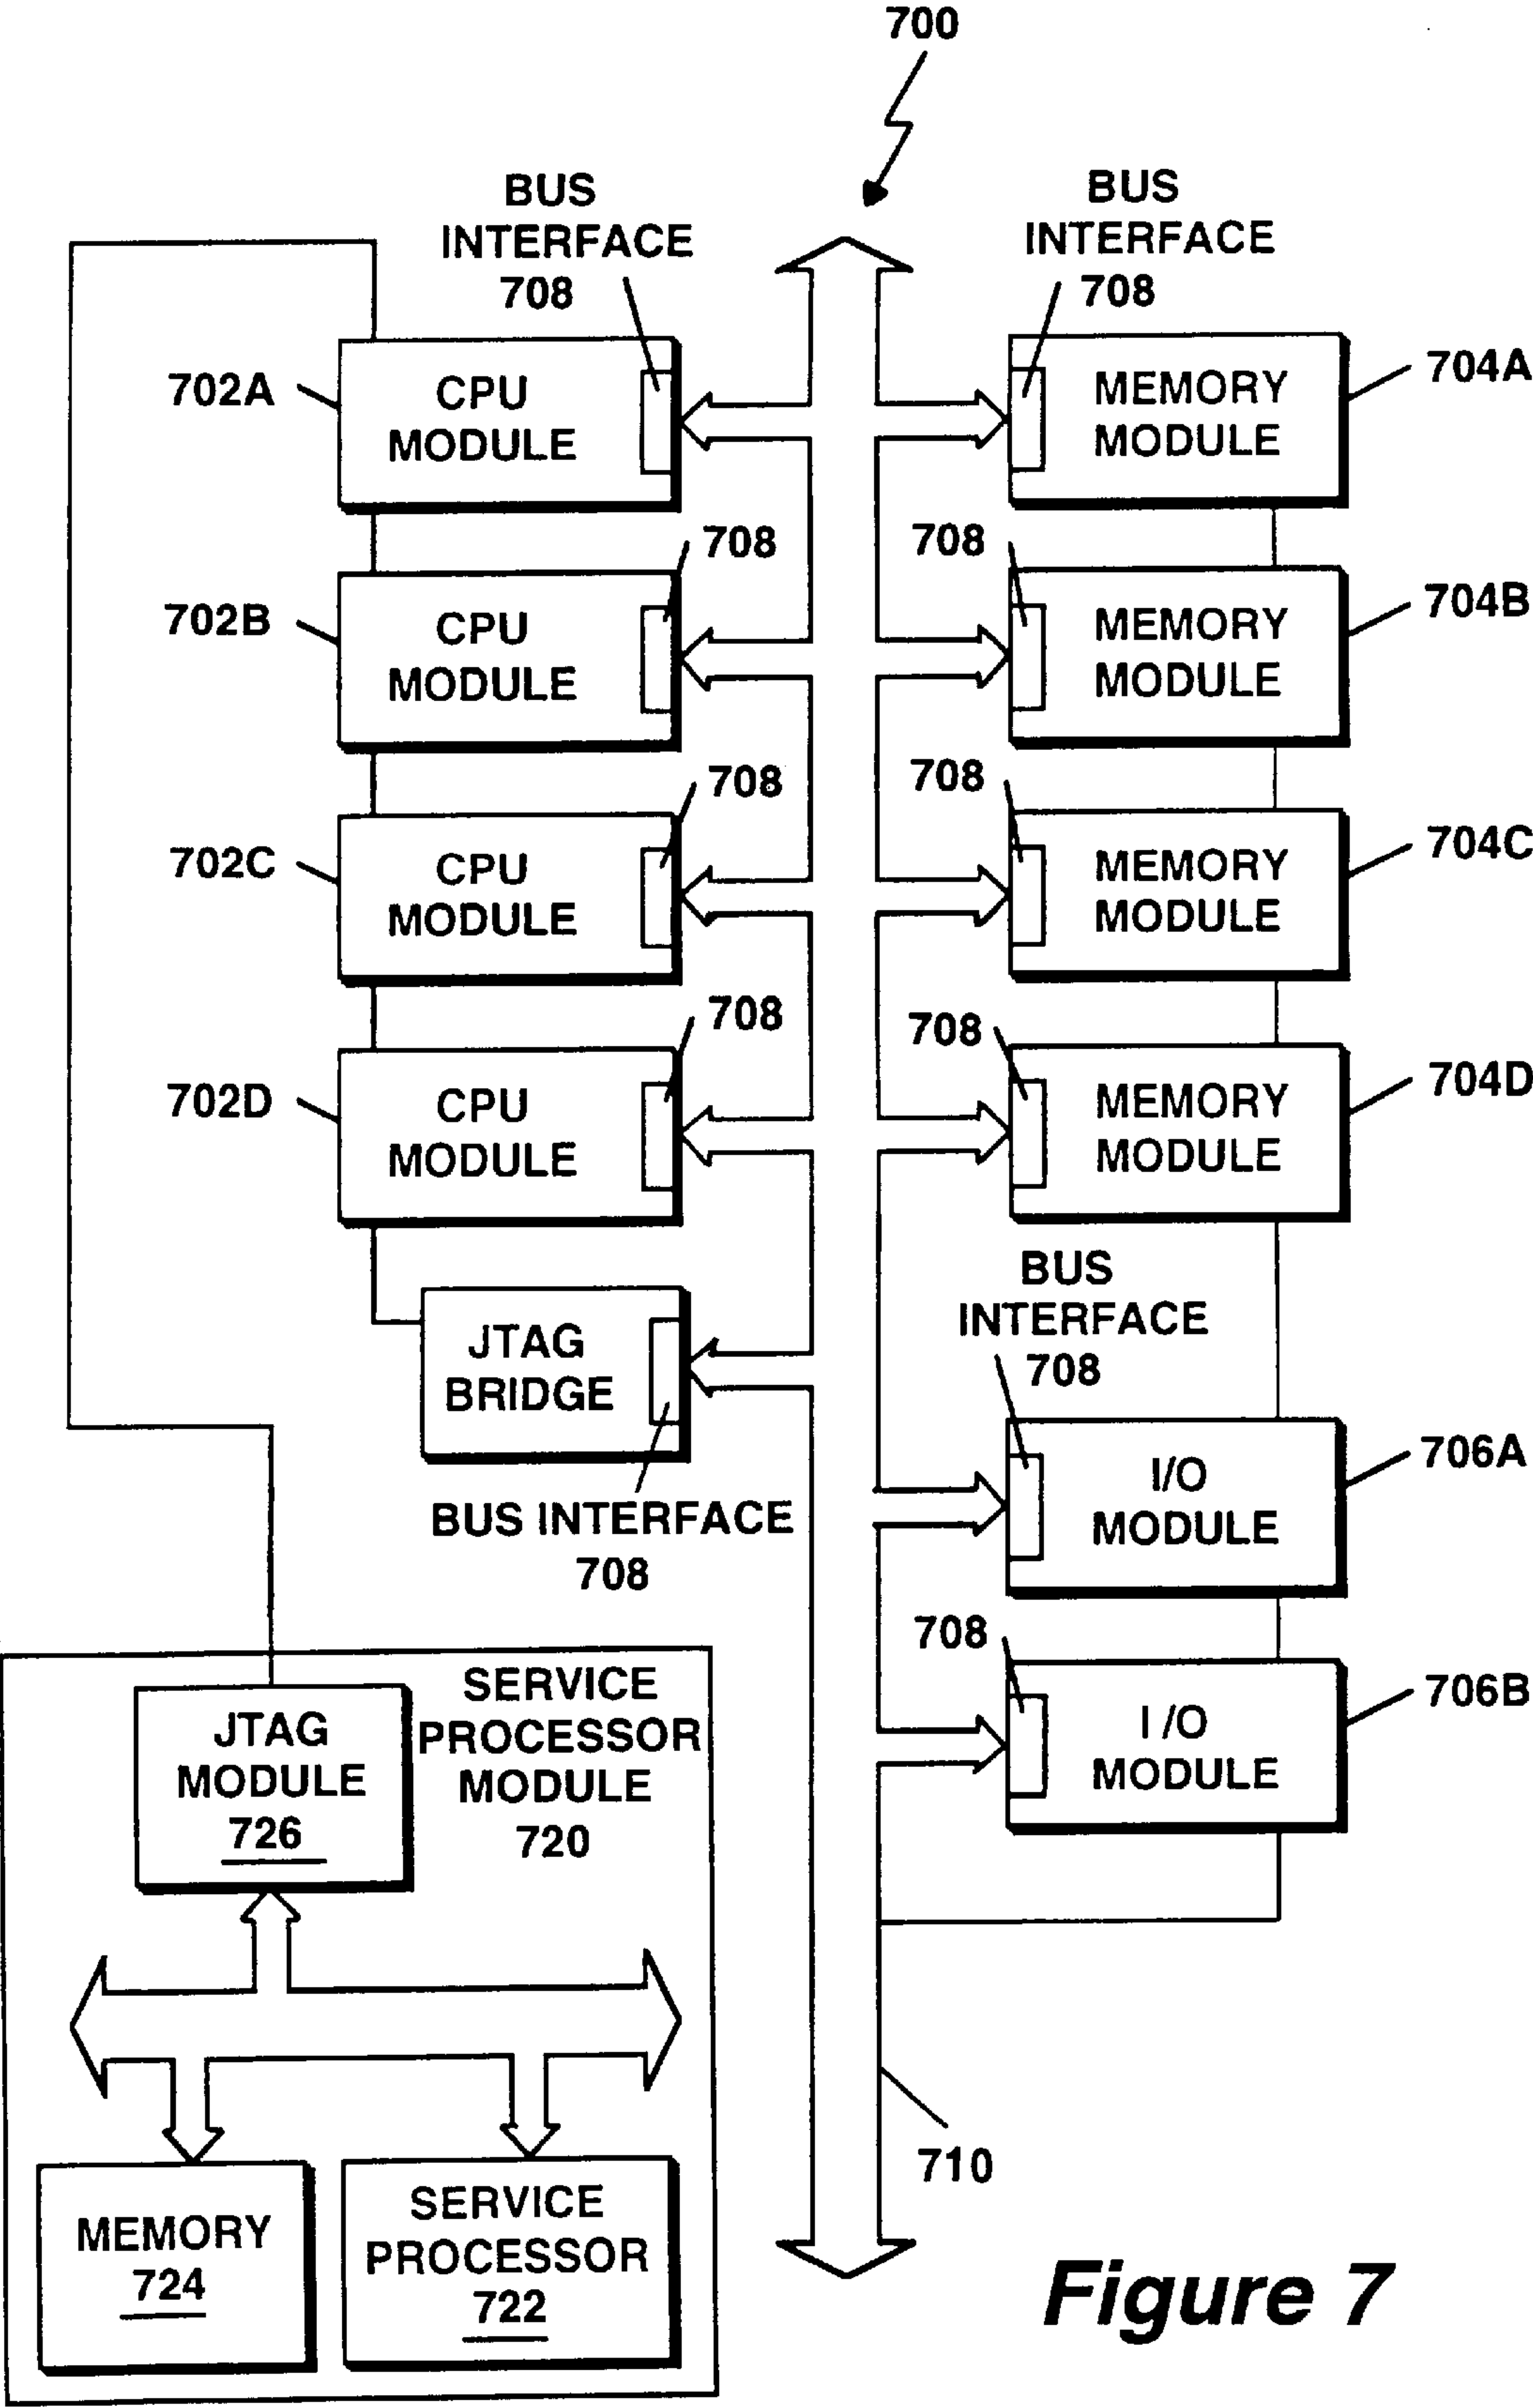 700
BUS
INTERFACE
708
BUS
INTERFACE
708
702A
CPU
MODULE
MEMORY
MODULE
704A
708
708
702B
CPU
MODULE
MEMORY
MODULE
704B
708
708
702C
CPU
MODULE
MEMORY
MODULE
704C
708
708
702D
CPU
MODULE
MEMORY
MODULE
704D
BUS
INTERFACE
708
JTAG
BRIDGE
BUS INTERFACE
708
I/O
MODULE
706A
708
I /O
MODULE
706B
SERVICE
PROCESSOR
MODULE
720
JTAG
MODULE
726
MEMORY
724
SERVICE
PROCESSOR
722
710
Figure 7